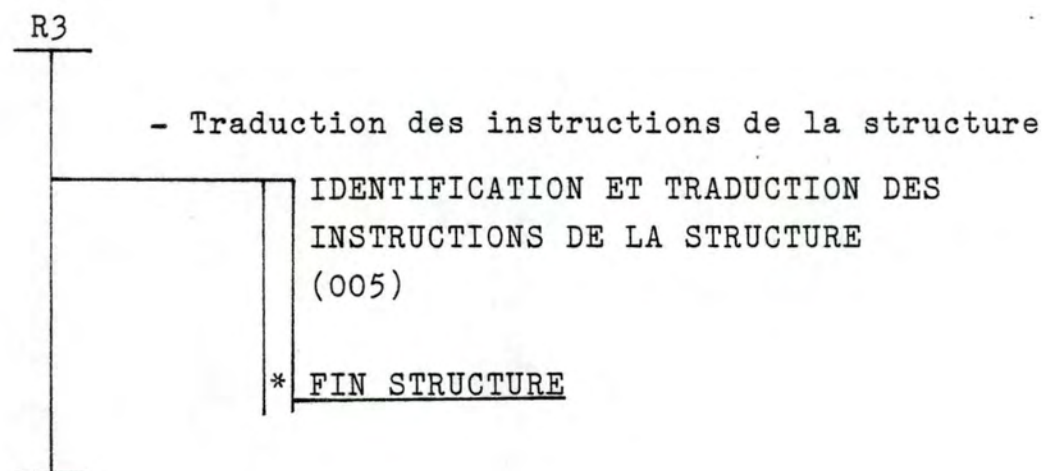 R3
- Traduction des instructions de la structure
IDENTIFICATION ET TRADUCTION DES
INSTRUCTIONS DE LA STRUCTURE
(005)
* FIN STRUCTURE